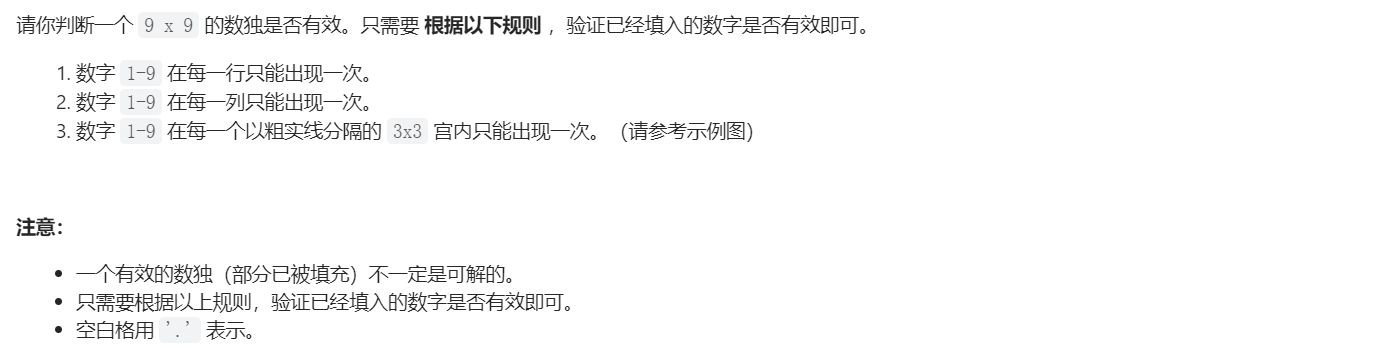 请你判断一个 9 x 9 的数独是否有效。只需要 根据以下规则 ，验证已经填入的数字是否有效即可。
1. 数字 1-9 在每一行只能出现一次。
2. 数字 1-9 在每一列只能出现一次。
3. 数字 1-9 在每一个以粗实线分隔的 3x3 宫内只能出现一次。（请参考示例图）
注意：
• 一个有效的数独（部分已被填充）不一定是可解的。
• 只需要根据以上规则，验证已经填入的数字是否有效即可。
• 空白格用 '.' 表示。